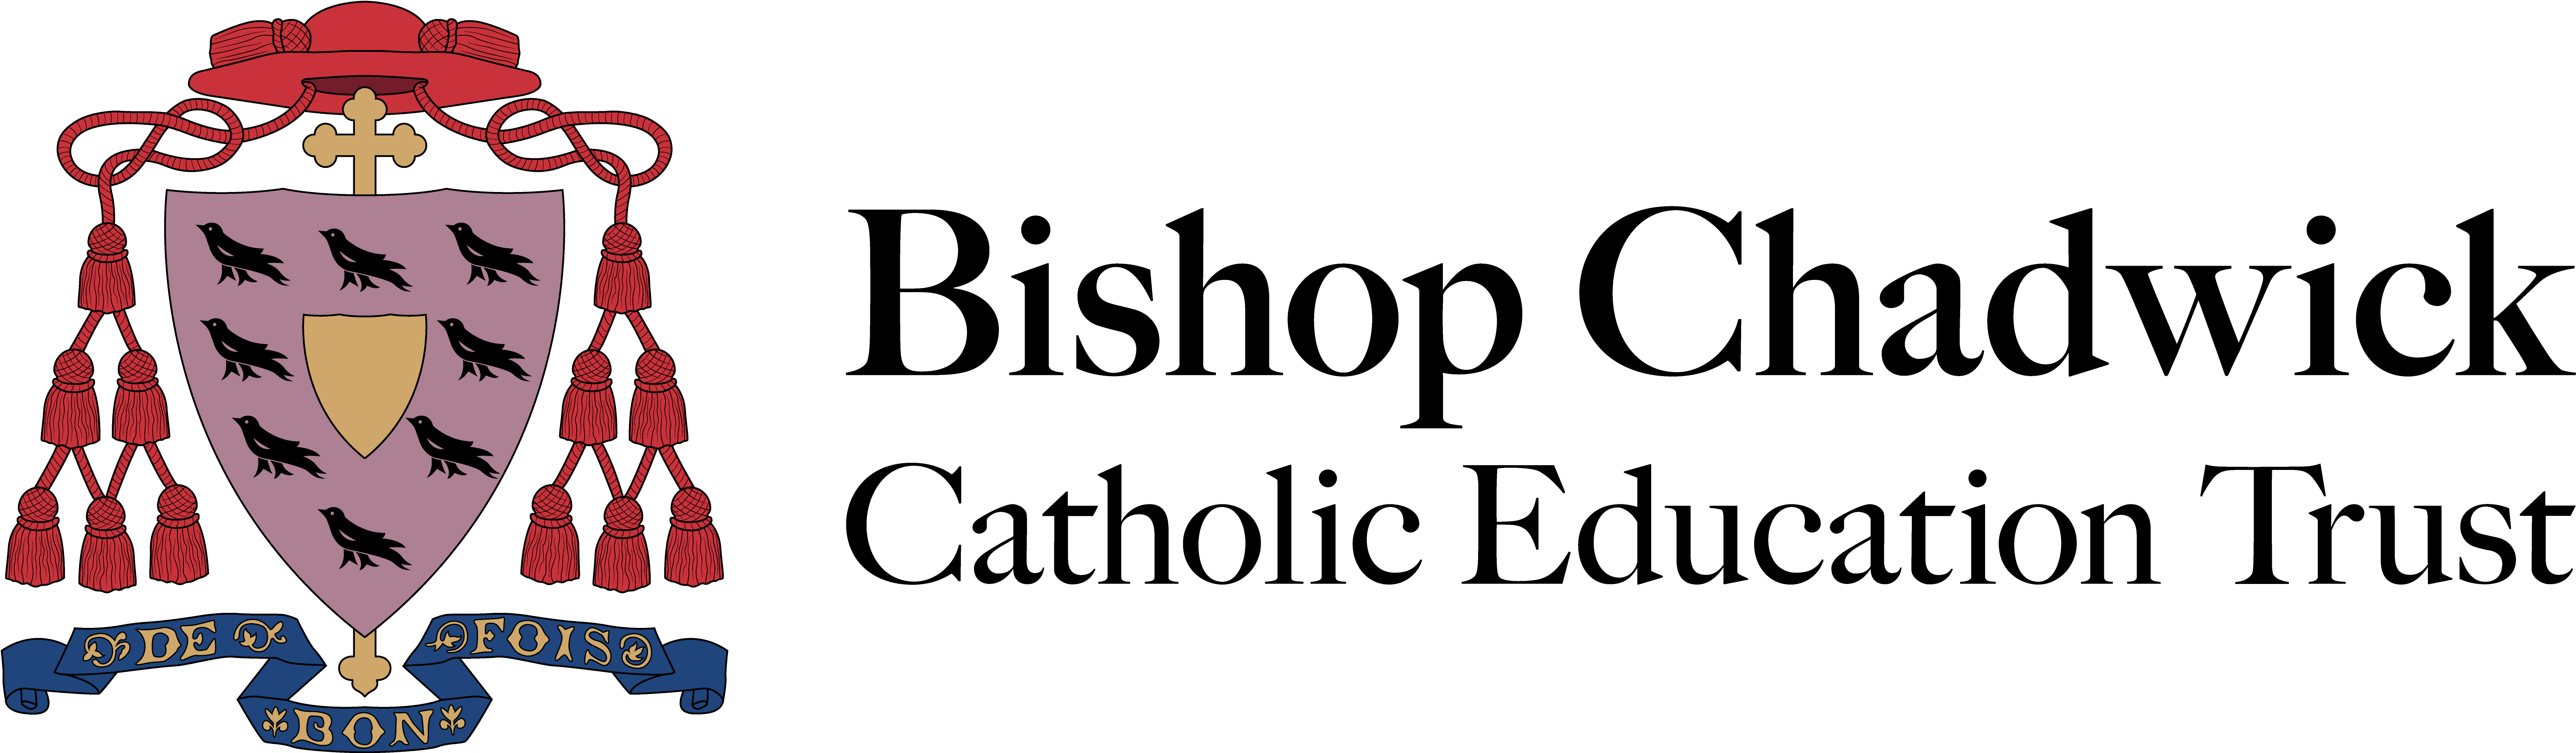 Bishop Chadwick
Catholic Education Trust
DE
BON
FOIS